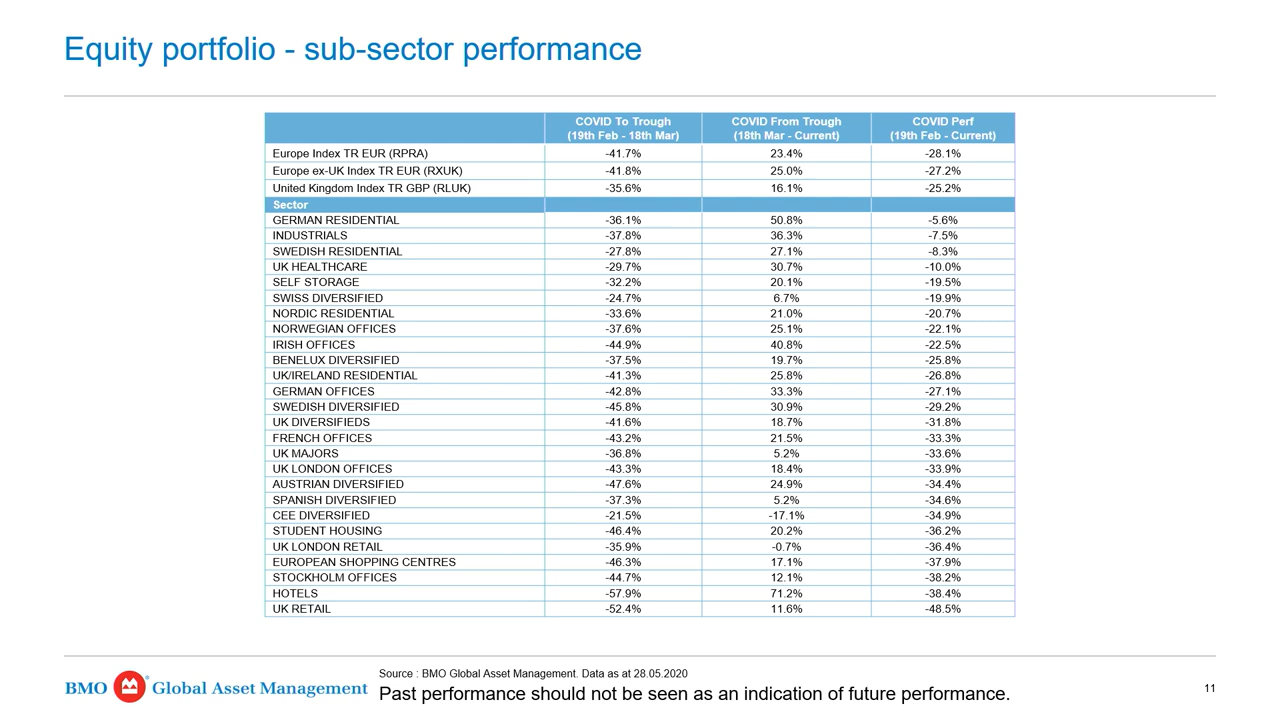 Equity portfolio - sub-sector performance
COVID To Trough COVID From Trough COVID Perf
(19th Feb - 18th Mar) (18th Mar - Current) (19th Feb - Current)
Europe Index TR EUR (RPRA) -41.7% 23.4% -28.1%
Europe ex-UK Index TR EUR (RXUK) -41.8% 25.0% -27.2%
United Kingdom Index TR GBP (RLUK) -35.6% 16.1% -25.2%
Sector
GERMAN RESIDENTIAL -36.1% 50.8% -5.6%
INDUSTRIALS -37.8% 36.3% -7.5%
SWEDISH RESIDENTIAL -27.8% 27.1% -8.3%
UK HEALTHCARE -29.7% 30.7% -10.0%
SELF STORAGE -32.2% 20.1% -19.5%
SWISS DIVERSIFIED -24.7% 6.7% -19.9%
NORDIC RESIDENTIAL -33.6% 21.0% -20.7%
NORWEGIAN OFFICES -37.6% 25.1% -22.1%
IRISH OFFICES -44.9% 40.8% -22.5%
BENELUX DIVERSIFIED -37.5% 19.7% -25.8%
UK/IRELAND RESIDENTIAL -41.3% 25.8% -26.8%
GERMAN OFFICES -42.8% 33.3% -27.1%
SWEDISH DIVERSIFIED -45.8% 30.9% -29.2%
UK DIVERSIFIEDS -41.6% 18.7% -31.8%
FRENCH OFFICES -43.2% 21.5% -33.3%
UK MAJORS -36.8% 5.2% -33.6%
UK LONDON OFFICES -43.3% 18.4% -33.9%
AUSTRIAN DIVERSIFIED -47.6% 24.9% -34.4%
SPANISH DIVERSIFIED -37.3% 5.2% -34.6%
CEE DIVERSIFIED -21.5% -17.1% -34.9%
STUDENT HOUSING -46.4% 20.2% -36.2%
UK LONDON RETAIL -35.9% -0.7% -36.4%
EUROPEAN SHOPPING CENTRES -46.3% 17.1% -37.9%
STOCKHOLM OFFICES -44.7% 12.1% -38.2%
HOTELS -57.9% 71.2% -38.4%
UK RETAIL -52.4% 11.6% -48.5%
Source : BMO Global Asset Management. Data as at 28.05.2020
BMO Global Asset Management
Past performance should not be seen as an indication of future performance.
11